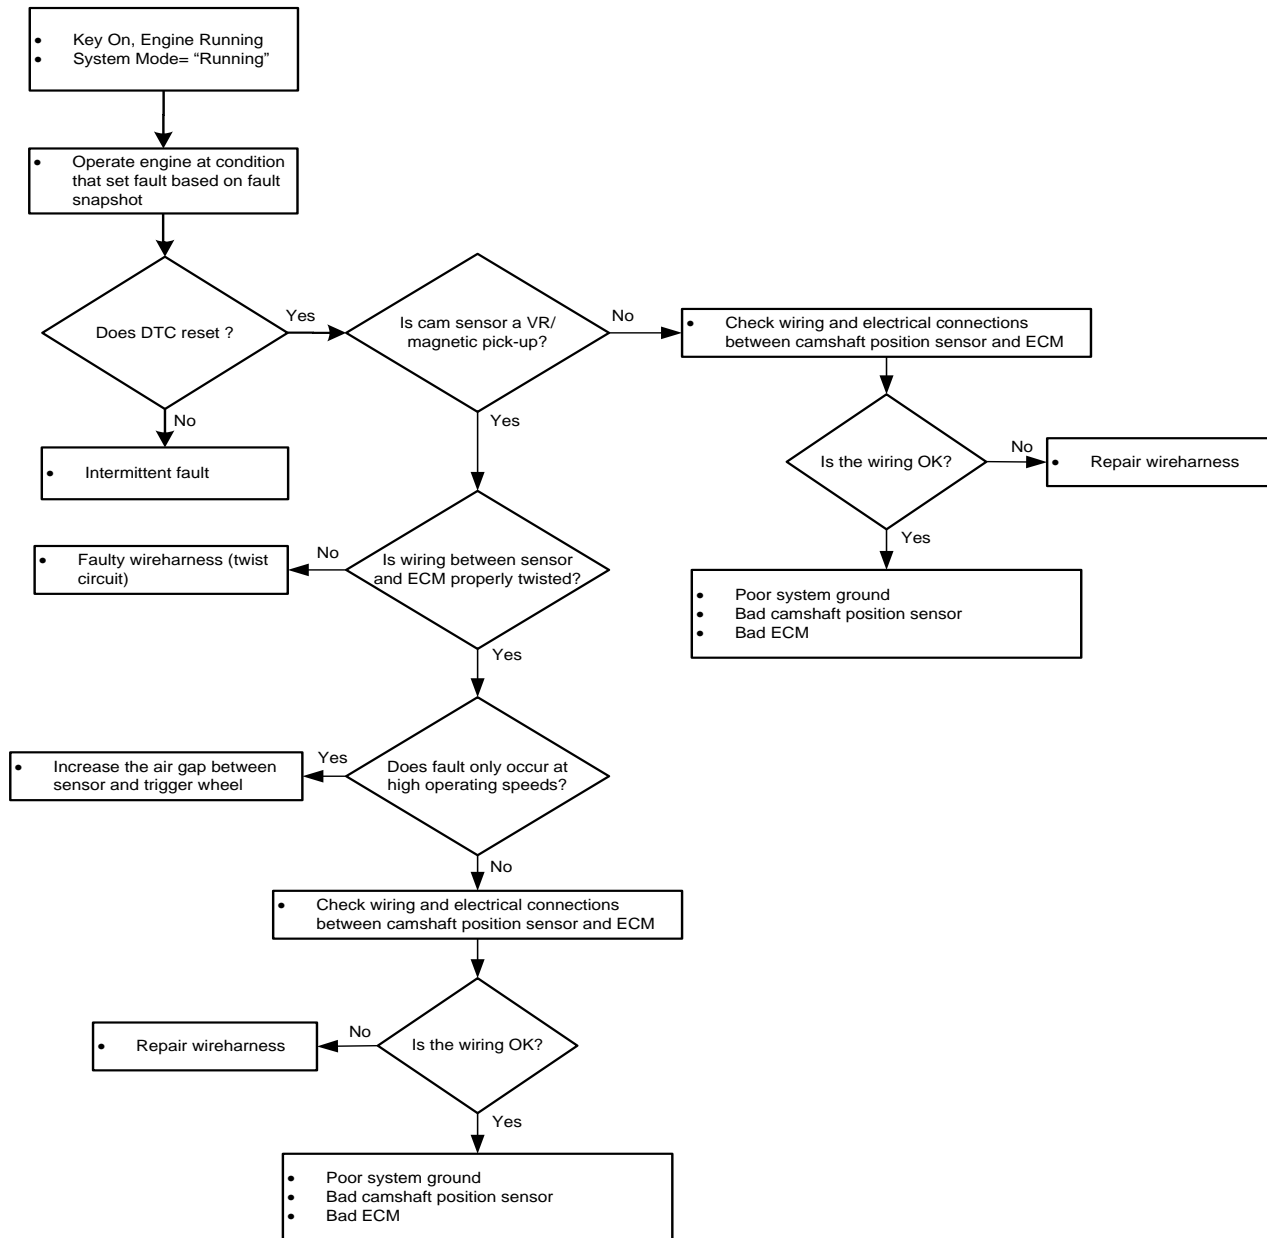 • Key On, Engine Running
• System Mode= “Running”
• Operate engine at condition
that set fault based on fault
snapshot
Does DTC reset ?
Yes
No
• Intermittent fault
Is cam sensor a VR/
magnetic pick-up?
No
Yes
• Check wiring and electrical connections
between camshaft position sensor and ECM
Is the wiring OK?
No
• Repair wireharness
Yes
• Poor system ground
• Bad camshaft position sensor
• Bad ECM
Is wiring between sensor
and ECM properly twisted?
No
• Faulty wireharness (twist
circuit)
Yes
Does fault only occur at
high operating speeds?
Yes
• Increase the air gap between
sensor and trigger wheel
No
• Check wiring and electrical connections
between camshaft position sensor and ECM
Is the wiring OK?
No
• Repair wireharness
Yes
• Poor system ground
• Bad camshaft position sensor
• Bad ECM